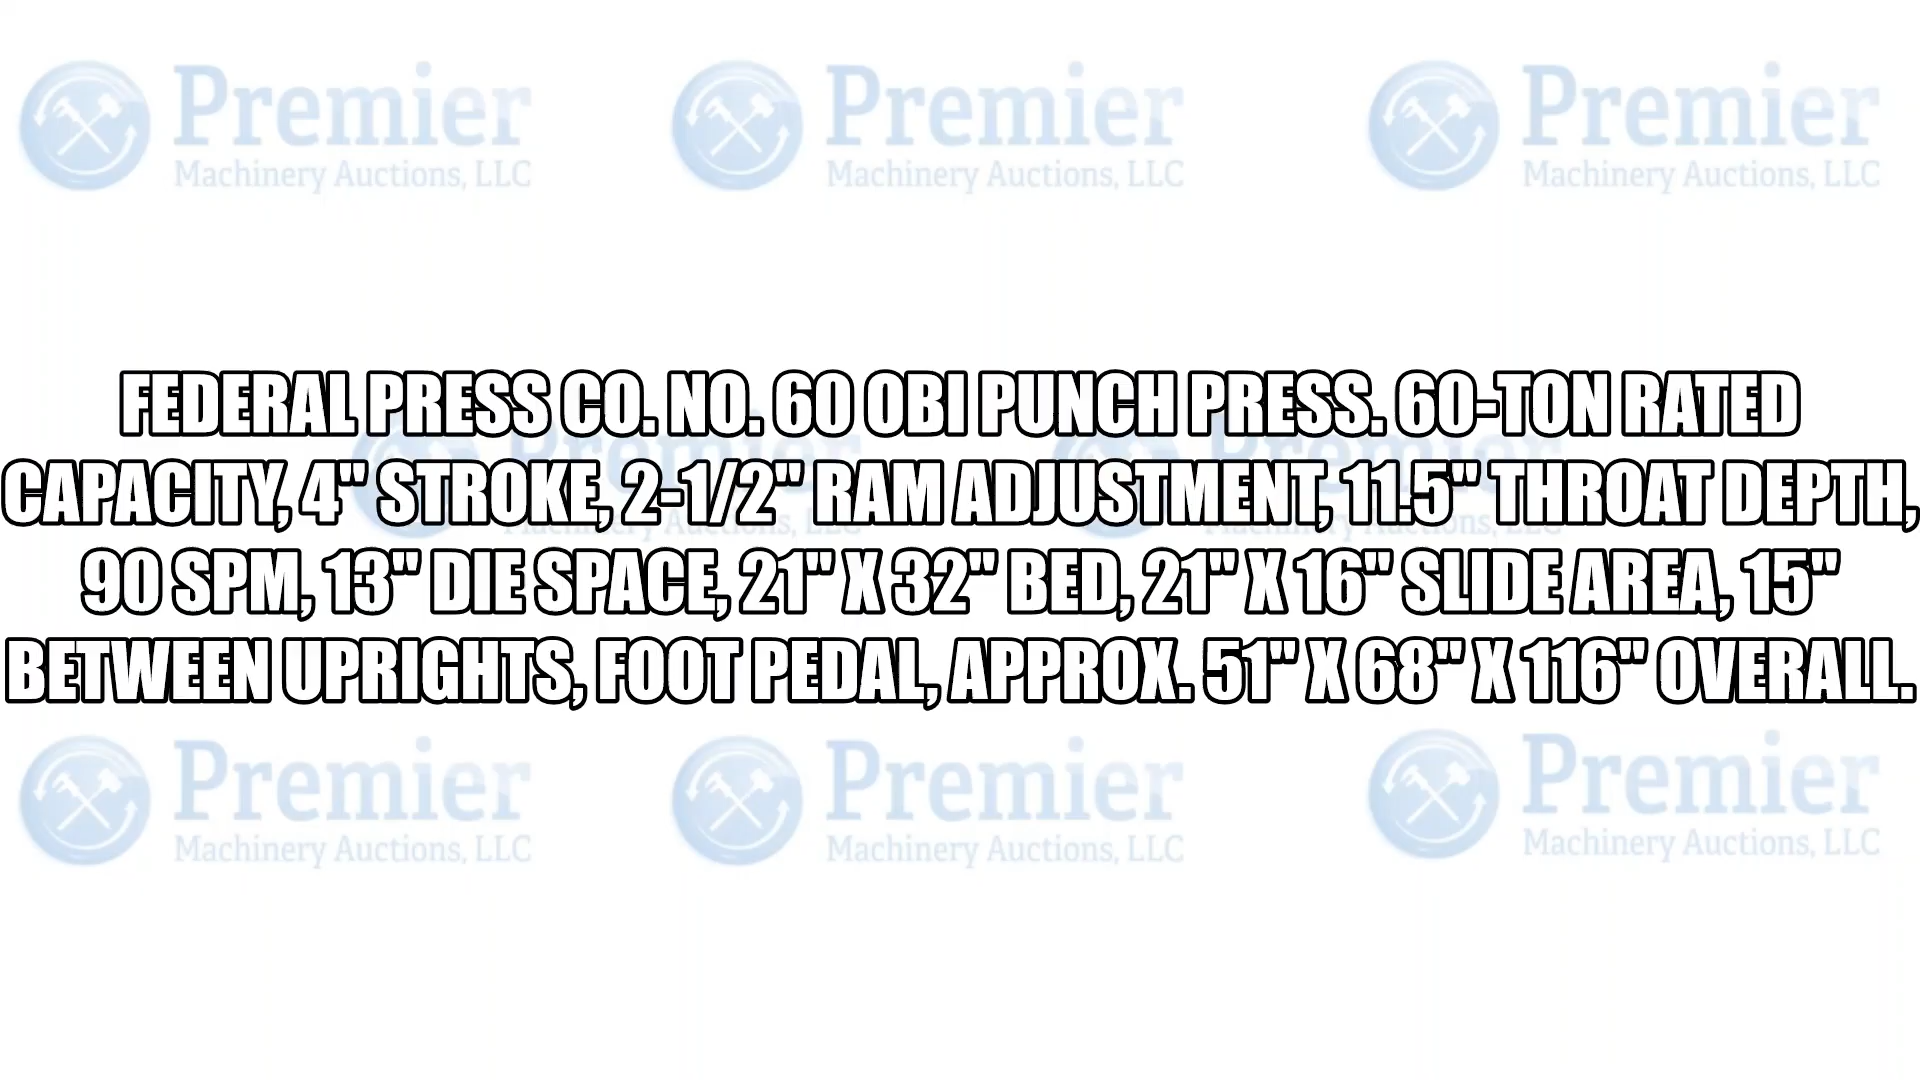 Premier Premier Premier
Machinery Auctions, LLC Machinery Auctions, LLC Machinery Auctions, LLC
FEDERAL PRESS CO. NO. 60 OBI PUNCH PRESS. 60-TON RATED
CAPACITY, 4" STROKE, 2-1/2" RAM ADJUSTMENT, 11.5" THROAT DEPTH,
90 SPM, 13" DIE SPACE, 21" X 32" BED, 21" X 16" SLIDE AREA, 15"
BETWEEN UPRIGHTS, FOOT PEDAL, APPROX. 51" X 68" X 116" OVERALL.
Premier Premier Premier
Machinery Auctions, LLC Machinery Auctions, LLC Machinery Auctions, LLC